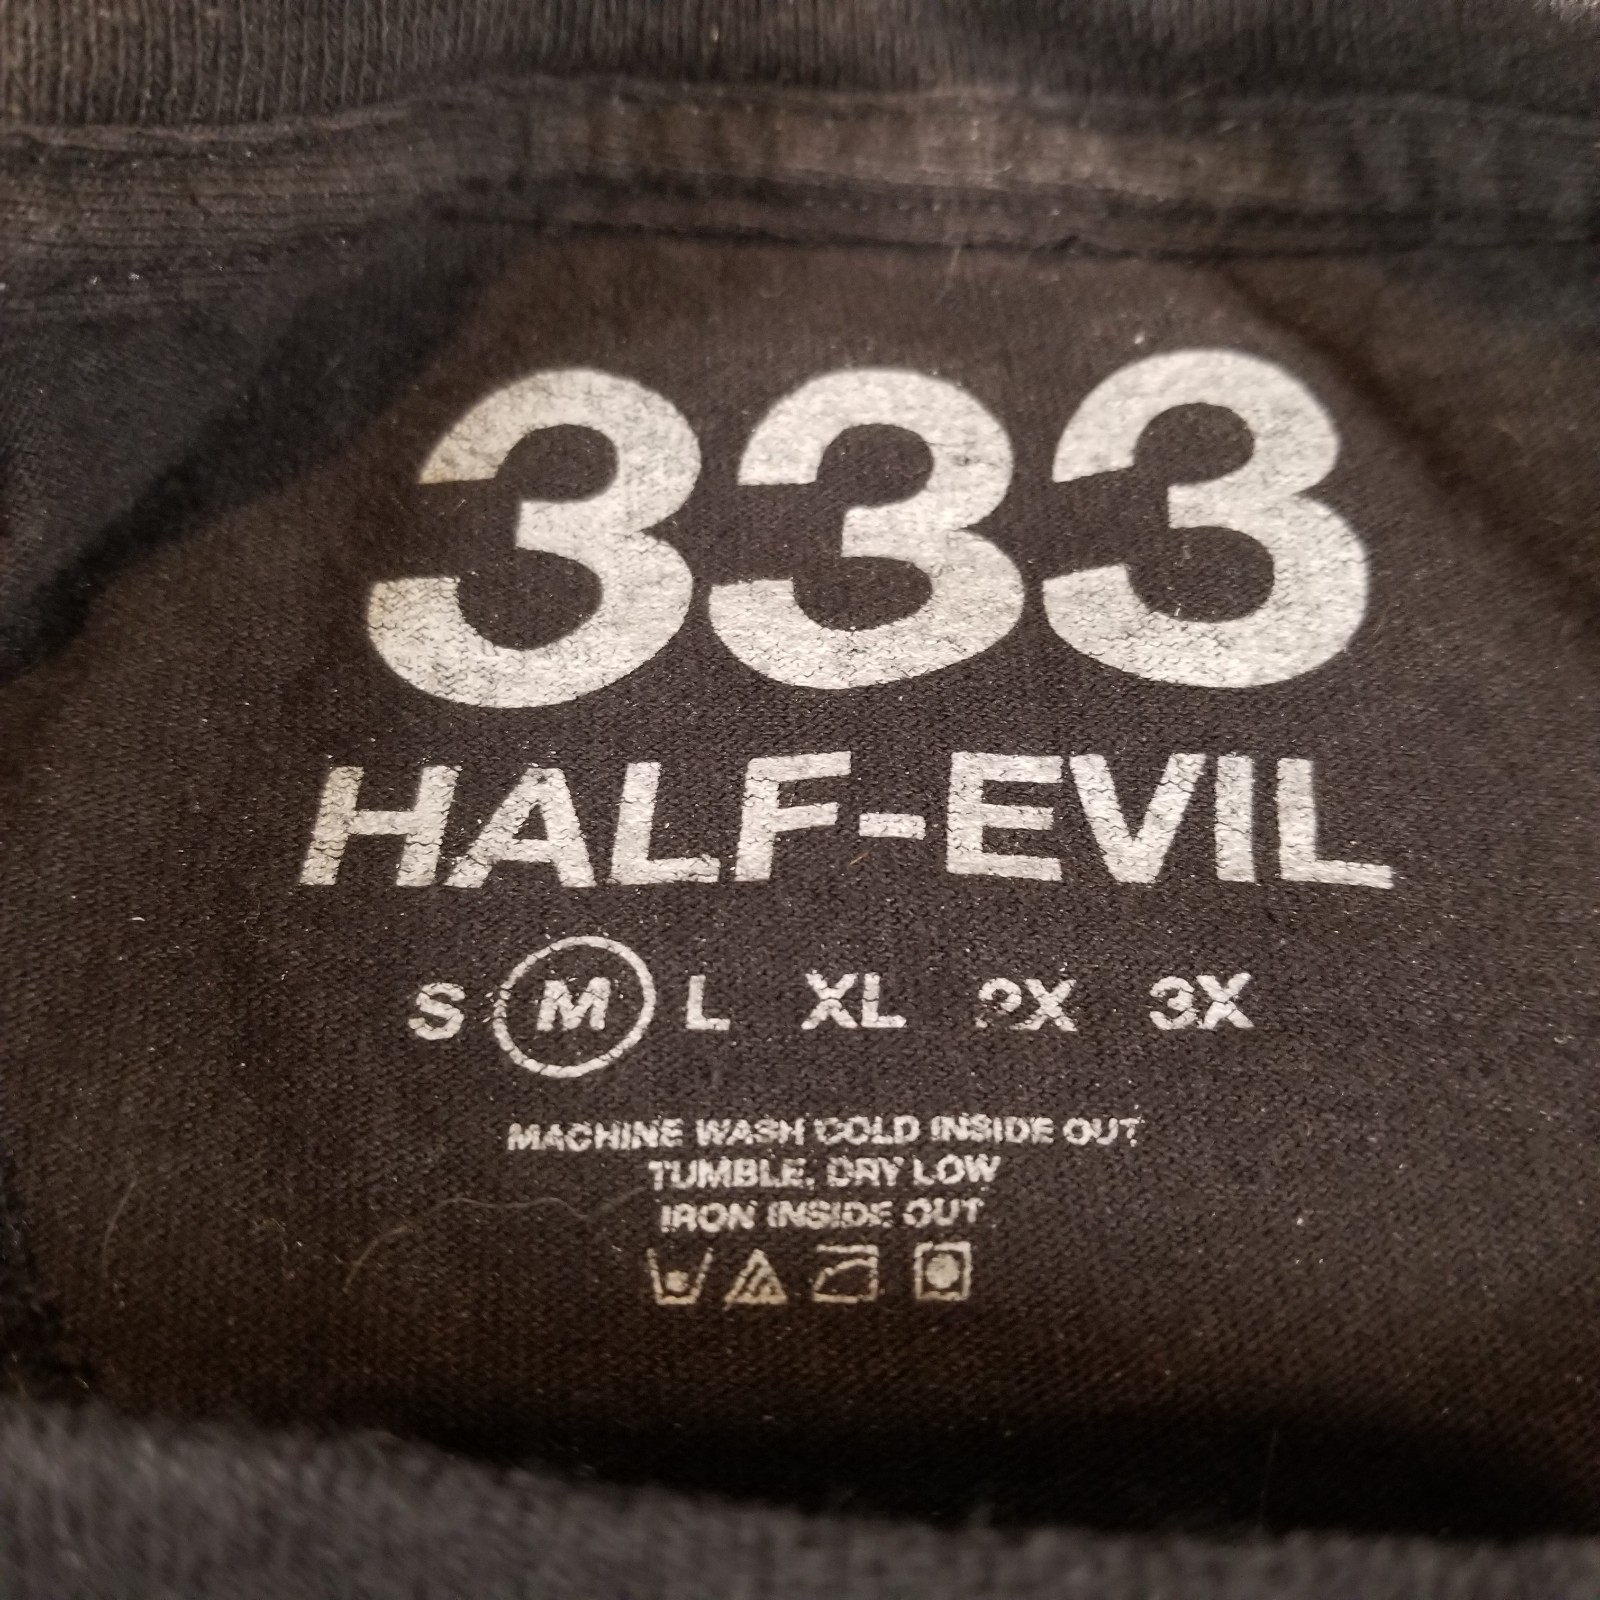 333
HALF-EVIL
S M L XL 2X 3X
MACHINE WASH COLD INSIDE OUT
TUMBLE, DRY LOW
IRON INSIDE OUT